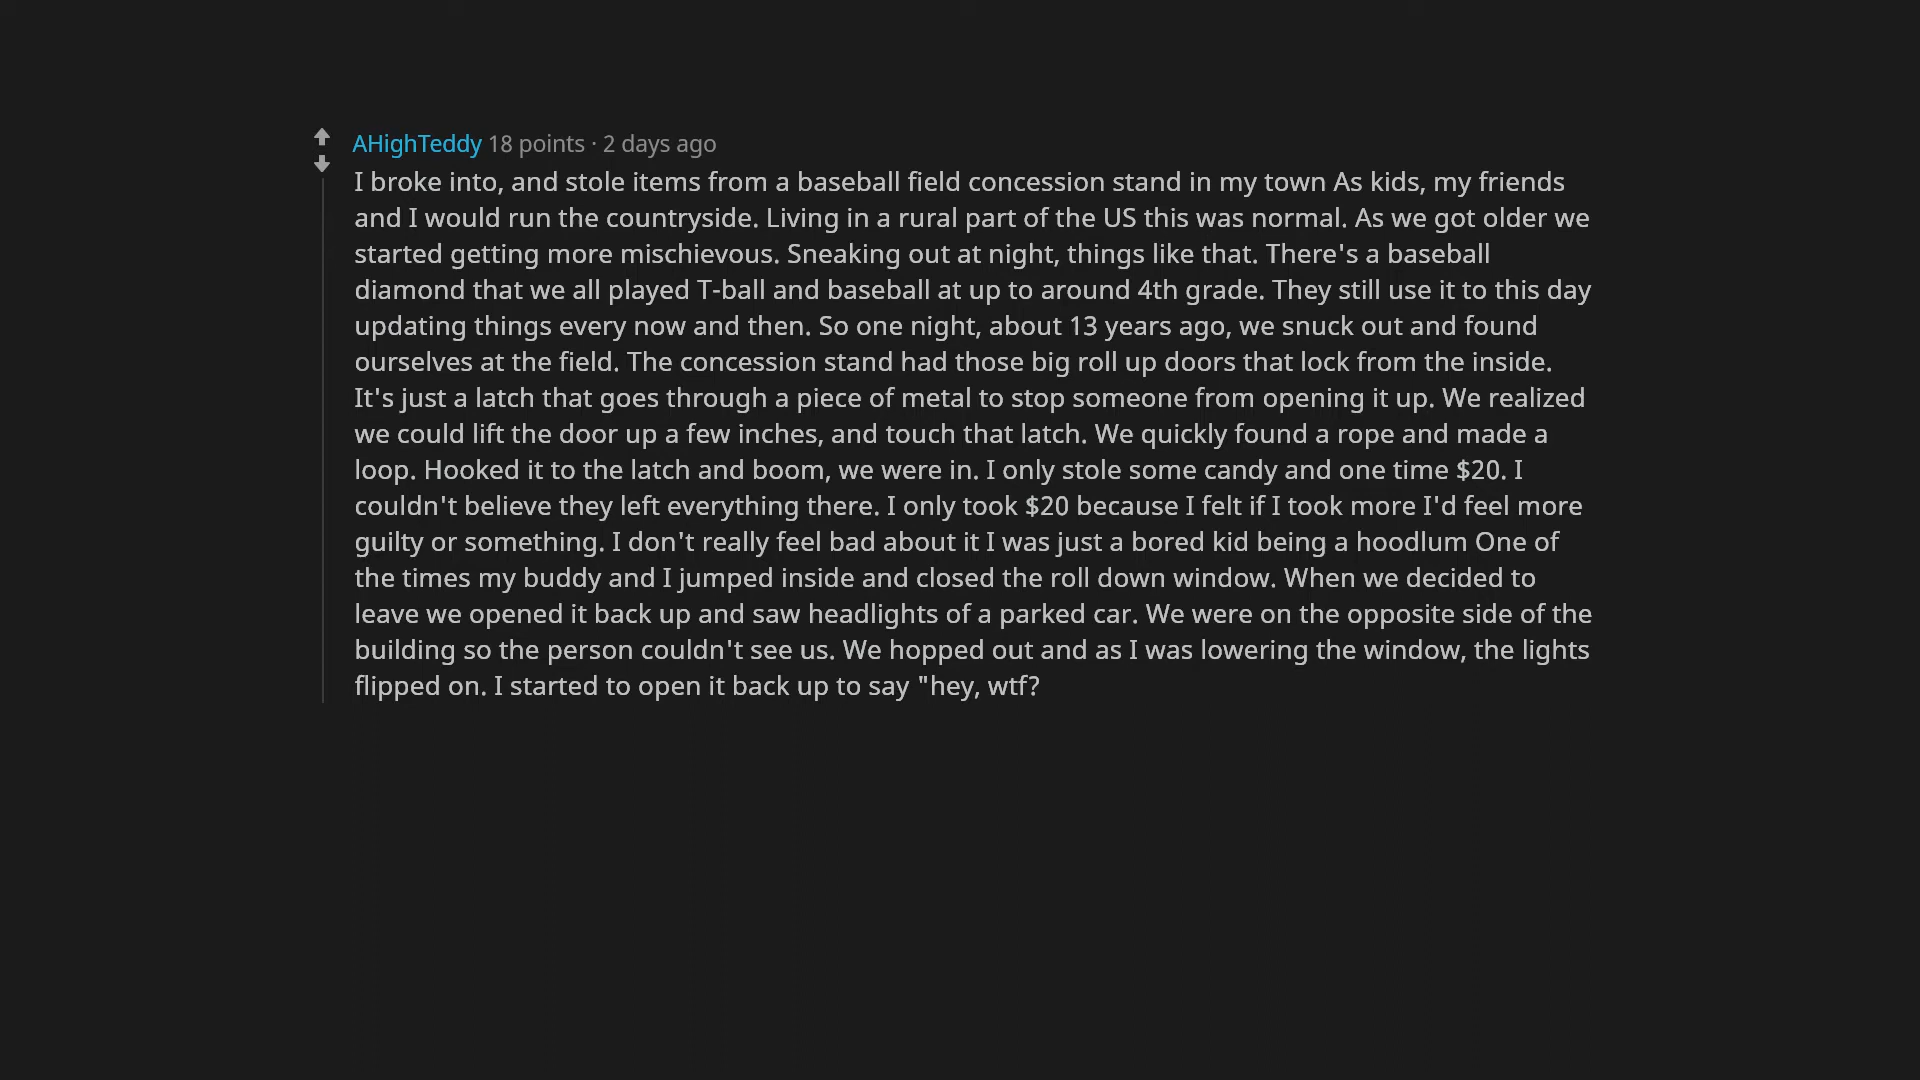 AHighTeddy 18 points · 2 days ago
I broke into, and stole items from a baseball field concession stand in my town As kids, my friends
and I would run the countryside. Living in a rural part of the US this was normal. As we got older we
started getting more mischievous. Sneaking out at night, things like that. There's a baseball
diamond that we all played T-ball and baseball at up to around 4th grade. They still use it to this day
updating things every now and then. So one night, about 13 years ago, we snuck out and found
ourselves at the field. The concession stand had those big roll up doors that lock from the inside.
It's just a latch that goes through a piece of metal to stop someone from opening it up. We realized
we could lift the door up a few inches, and touch that latch. We quickly found a rope and made a
loop. Hooked it to the latch and boom, we were in. I only stole some candy and one time $20. I
couldn't believe they left everything there. I only took $20 because I felt if I took more I'd feel more
guilty or something. I don't really feel bad about it I was just a bored kid being a hoodlum One of
the times my buddy and I jumped inside and closed the roll down window. When we decided to
leave we opened it back up and saw headlights of a parked car. We were on the opposite side of the
building so the person couldn't see us. We hopped out and as I was lowering the window, the lights
flipped on. I started to open it back up to say "hey, wtf?